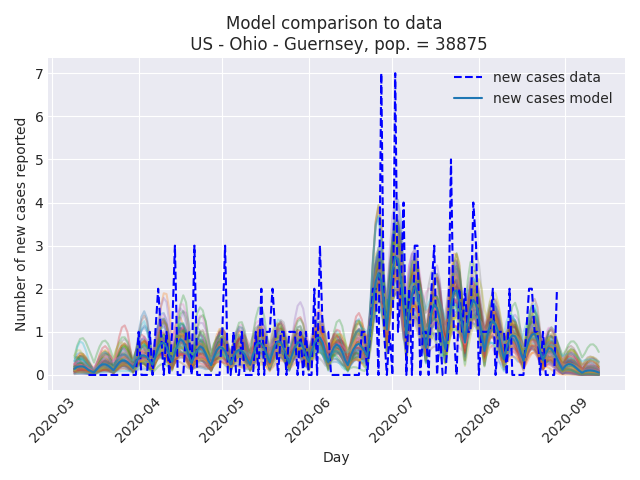 Model comparison to data
US - Ohio - Guernsey, pop. = 38875
new cases data
new cases model
Number of new cases reported
7
6
5
4
3
2
1
0
2020-03
2020-04
2020-05
2020-06
2020-07
2020-08
2020-09
Day